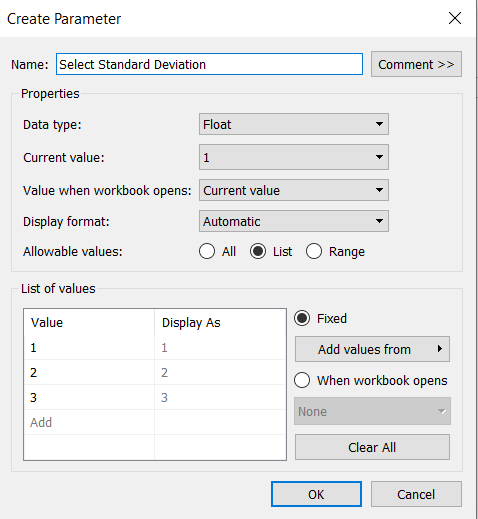 Create Parameter
Name: Select Standard Deviation Comment >>
Properties
Data type: Float
Current value: 1
Value when workbook opens: Current value
Display format: Automatic
Allowable values: All List Range
List of values
Value Display As
1 1
2 2
3 3
Add
Fixed
Add values from
When workbook opens
None
Clear All
OK Cancel